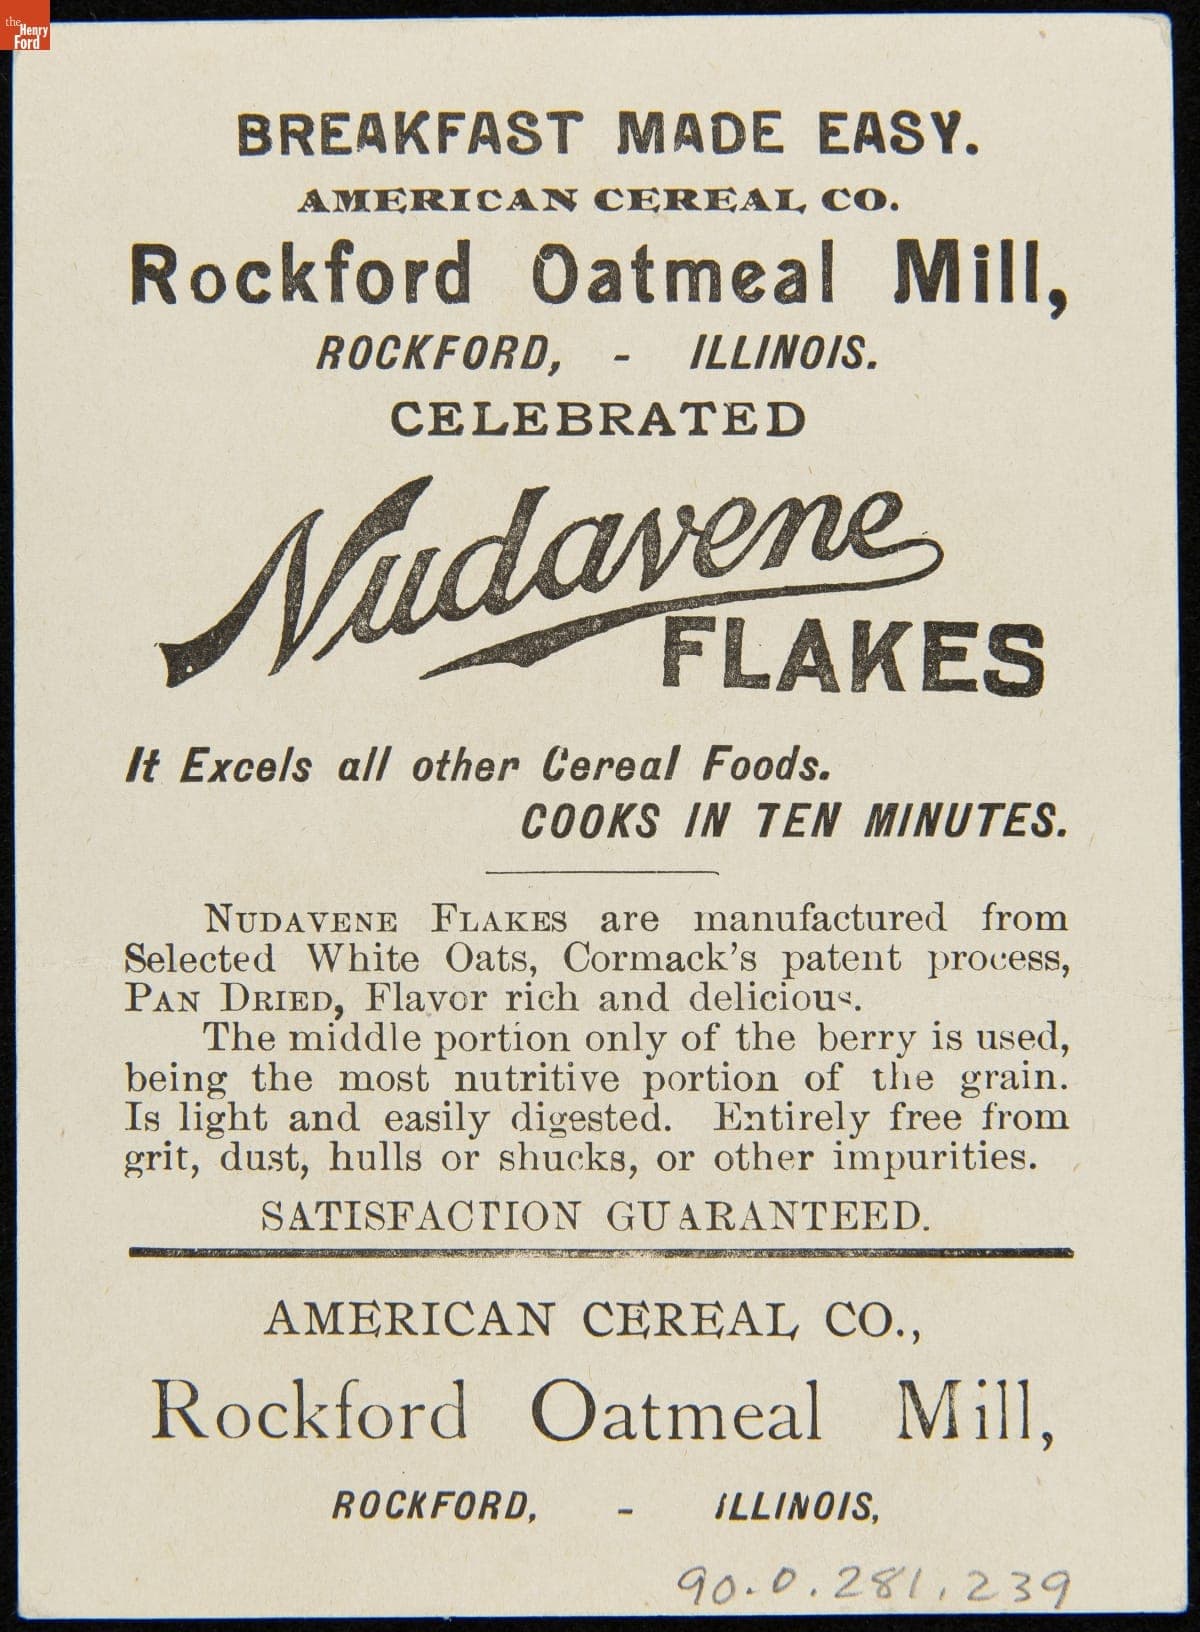 the
Henry
Ford
BREAKFAST MADE EASY.
AMERICAN CEREAL CO.
Rockford Oatmeal Mill,
ROCKFORD, - ILLINOIS.
CELEBRATED
Nudavene
FLAKES
It Excels all other Cereal Foods.
COOKS IN TEN MINUTES.
NUDAVENE FLAKES are manufactured from
Selected White Oats, Cormack's patent process,
PAN DRIED, Flavor rich and delicious.
The middle portion only of the berry is used,
being the most nutritive portion of the grain.
Is light and easily digested. Entirely free from
grit, dust, hulls or shucks, or other impurities.
SATISFACTION GUARANTEED.
AMERICAN CEREAL CO.,
Rockford Oatmeal Mill,
ROCKFORD, - ILLINOIS,
90.0.281.239